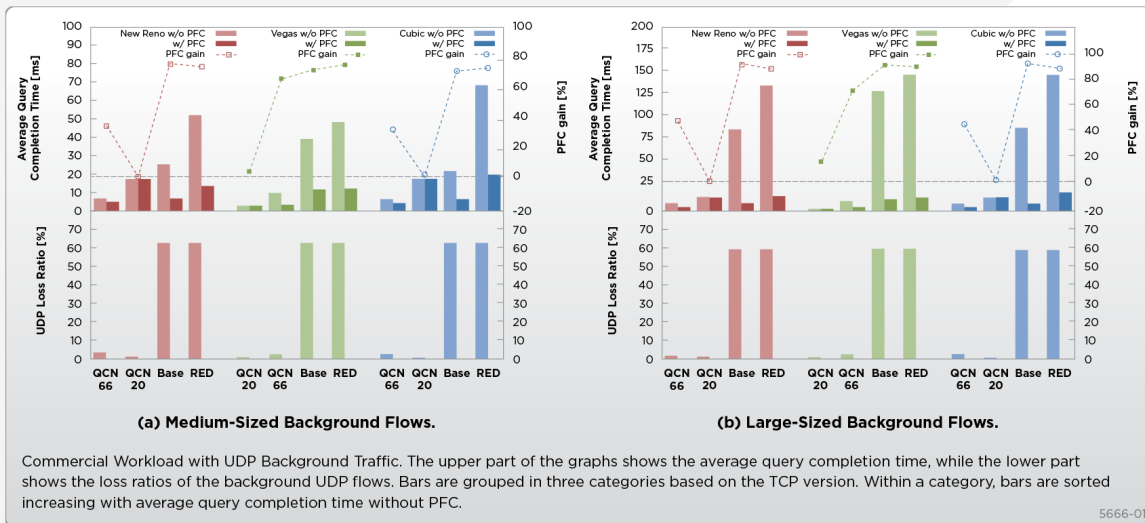 New Reno w/o PFC
w/ PFC
PFC gain
Vegas w/o PFC
w/ PFC
PFC gain
Cubic w/o PFC
w/ PFC
PFC gain
Average Query
Completion Time [ms]
100
90
80
70
60
50
40
30
20
10
0
PFC gain [%]
100
80
60
40
20
0
-20
UDP Loss Ratio [%]
70
60
50
40
30
20
10
0
70
60
50
40
30
20
10
0
QCN QCN Base RED
66 20
QCN QCN Base RED
20 66
QCN QCN Base RED
66 20
(a) Medium-Sized Background Flows.
New Reno w/o PFC
w/ PFC
PFC gain
Vegas w/o PFC
w/ PFC
PFC gain
Cubic w/o PFC
w/ PFC
PFC gain
Average Query
Completion Time [ms]
200
175
150
125
100
75
50
25
0
PFC gain [%]
100
80
60
40
20
0
-20
UDP Loss Ratio [%]
70
60
50
40
30
20
10
0
70
60
50
40
30
20
10
0
QCN QCN Base RED
66 20
QCN QCN Base RED
20 66
QCN QCN Base RED
66 20
(b) Large-Sized Background Flows.
Commercial Workload with UDP Background Traffic. The upper part of the graphs shows the average query completion time, while the lower part
shows the loss ratios of the background UDP flows. Bars are grouped in three categories based on the TCP version. Within a category, bars are sorted
increasing with average query completion time without PFC.